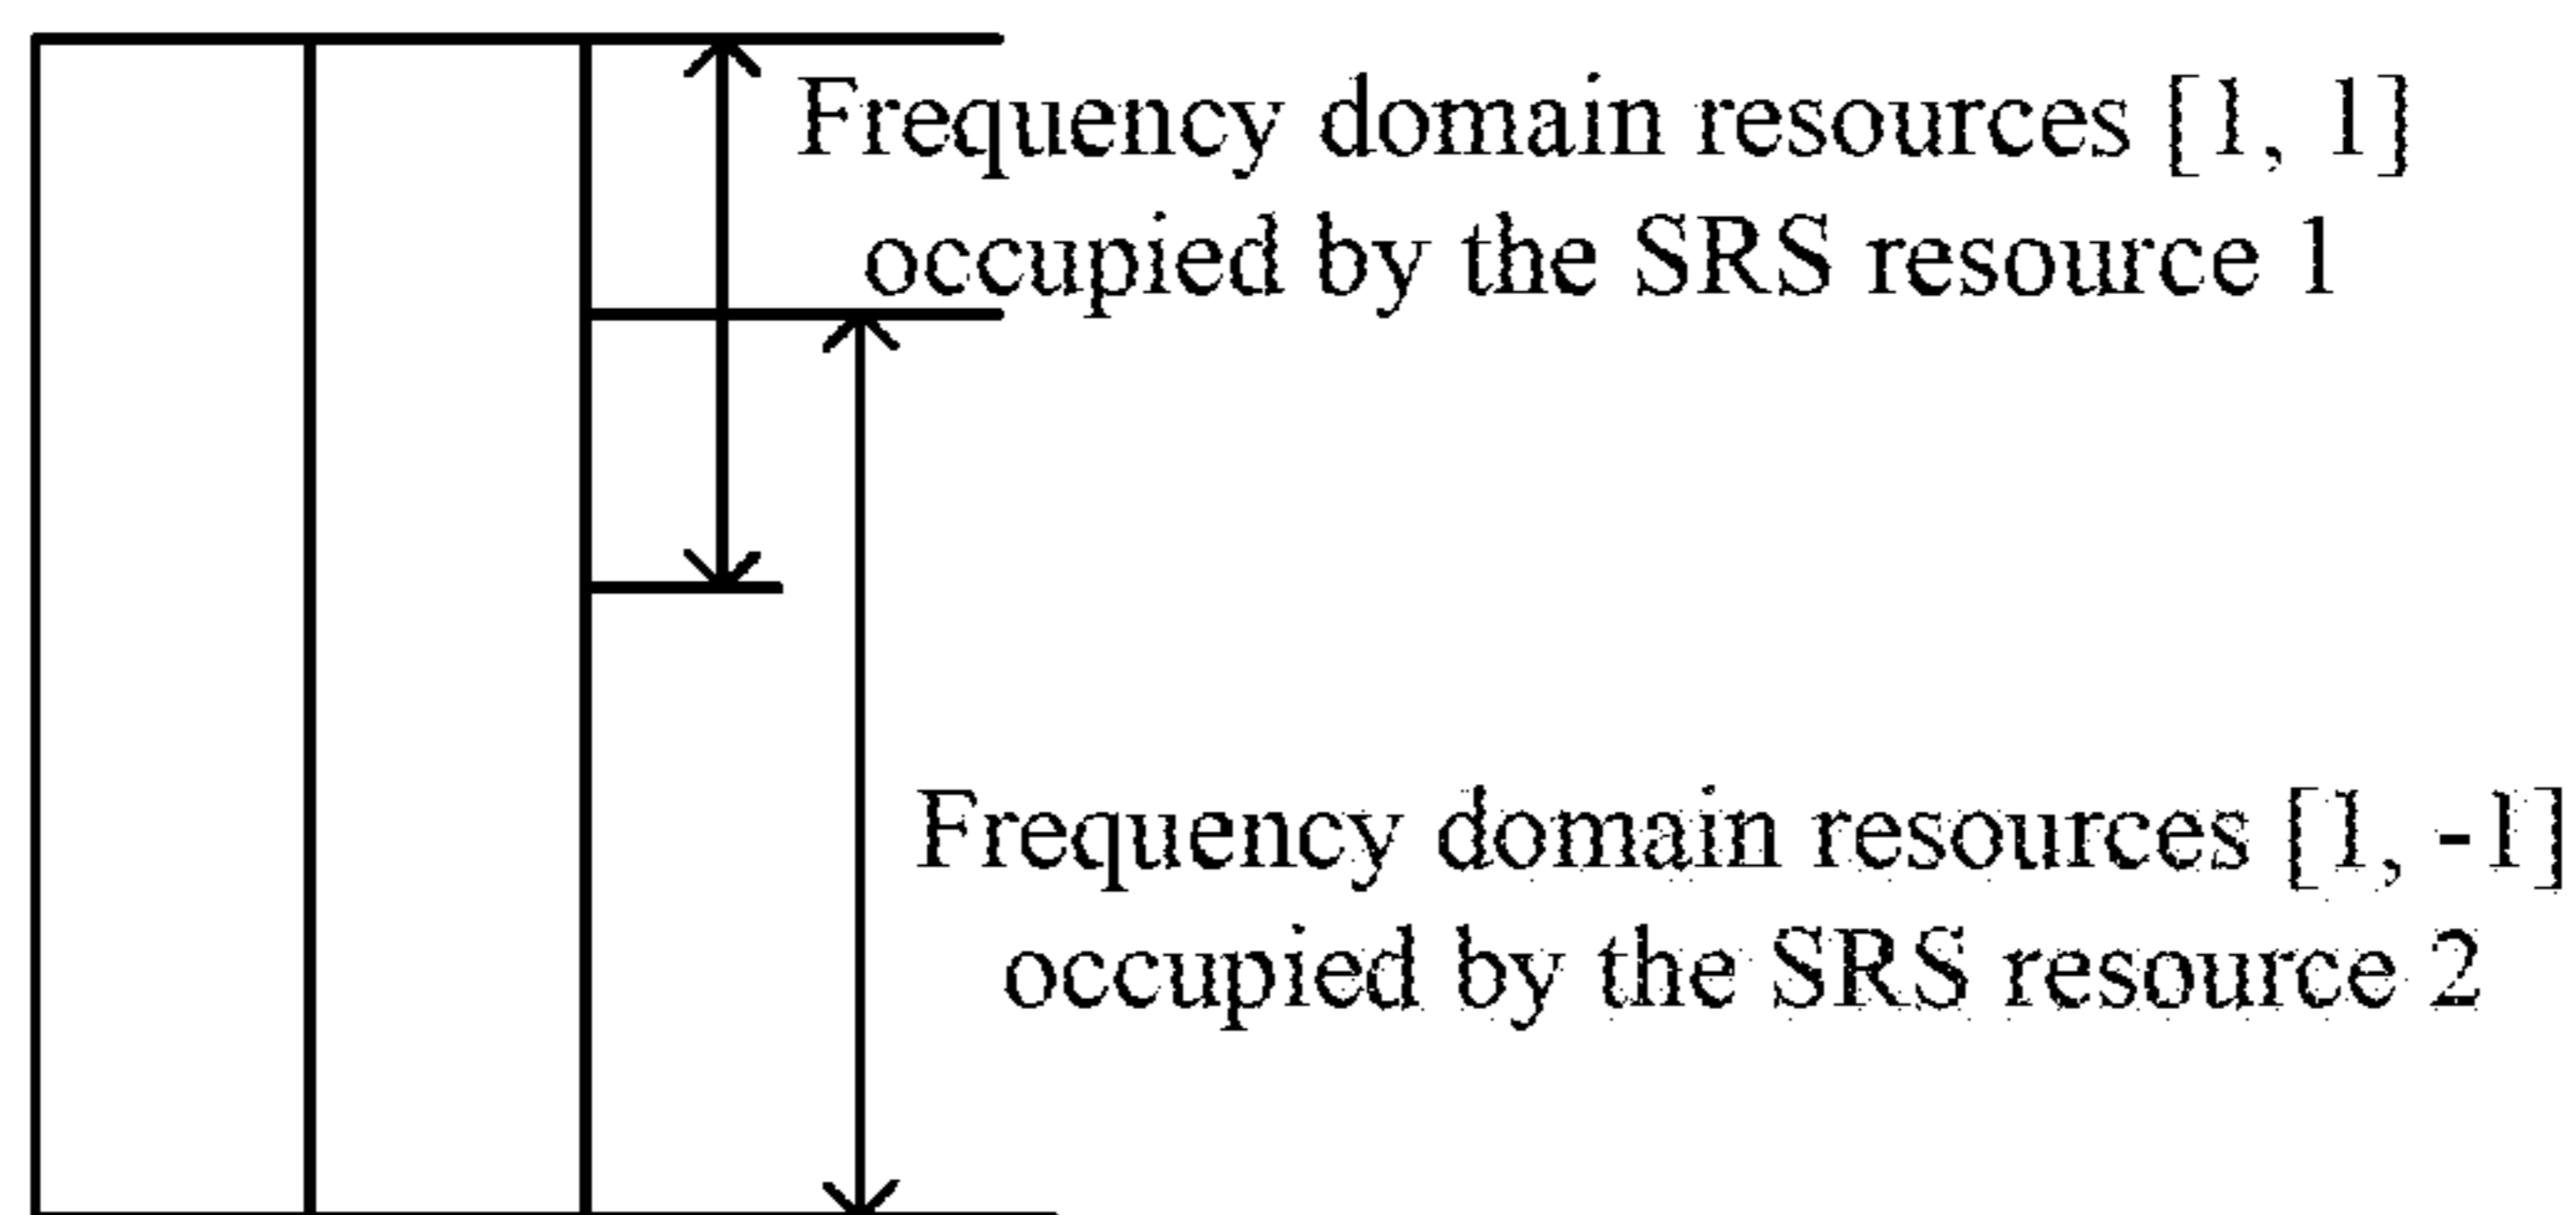 Frequency domain resources [1, 1]
occupied by the SRS resource 1
Frequency domain resources [1, -1]
occupied by the SRS resource 2